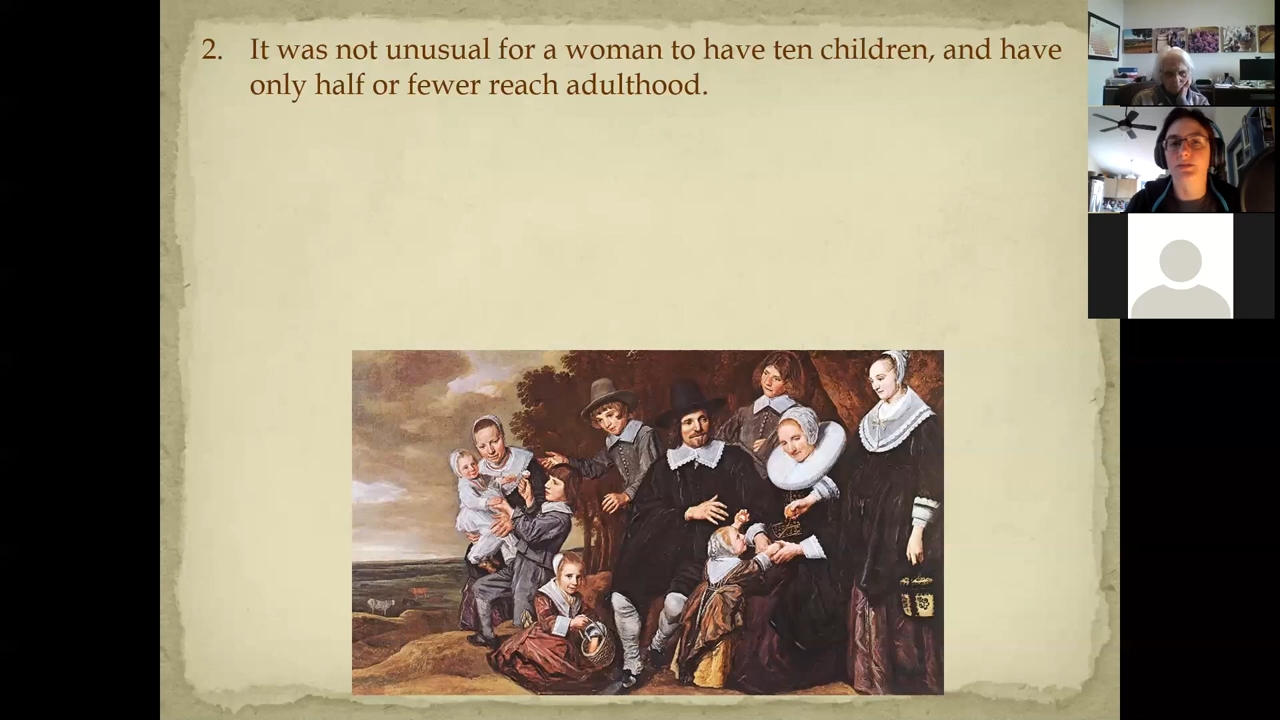 2. It was not unusual for a woman to have ten children, and have
only half or fewer reach adulthood.